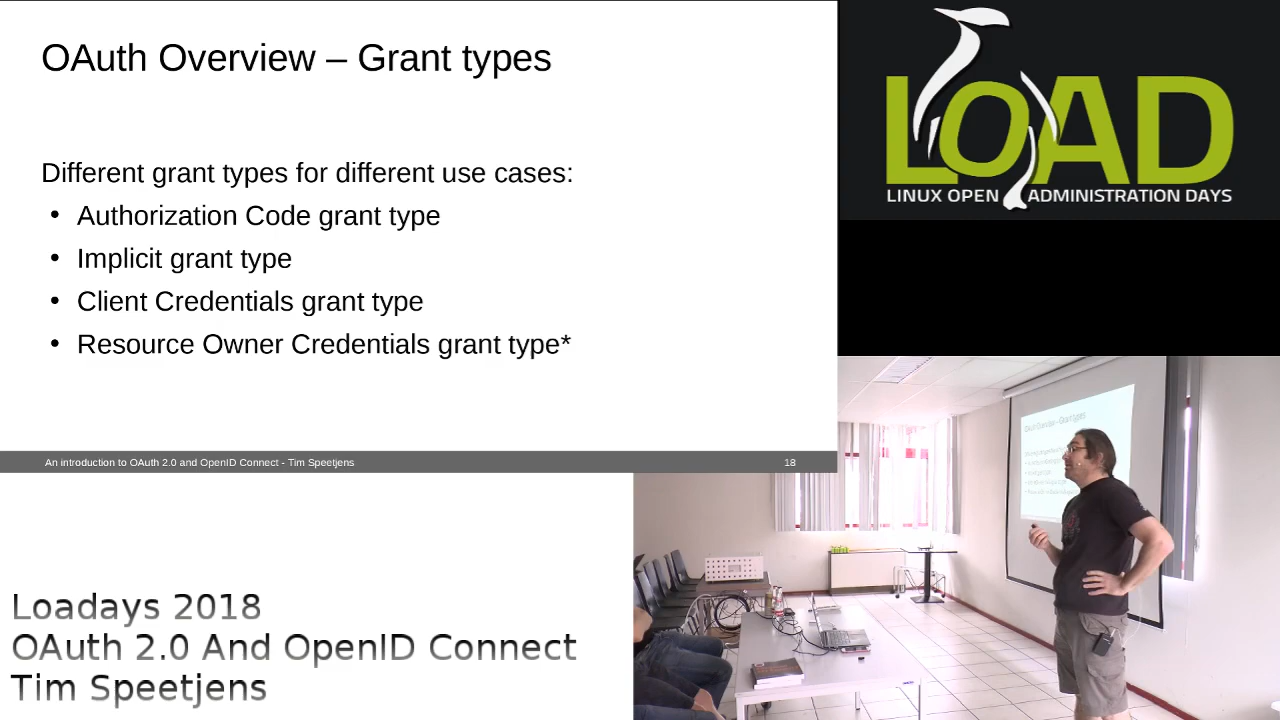 OAuth Overview – Grant types
Different grant types for different use cases:
• Authorization Code grant type
• Implicit grant type
• Client Credentials grant type
• Resource Owner Credentials grant type*
An introduction to OAuth 2.0 and OpenID Connect - Tim Speetjens 18
LOAD
LINUX OPEN ADMINISTRATION DAYS
Loadays 2018
OAuth 2.0 And OpenID Connect
Tim Speetjens